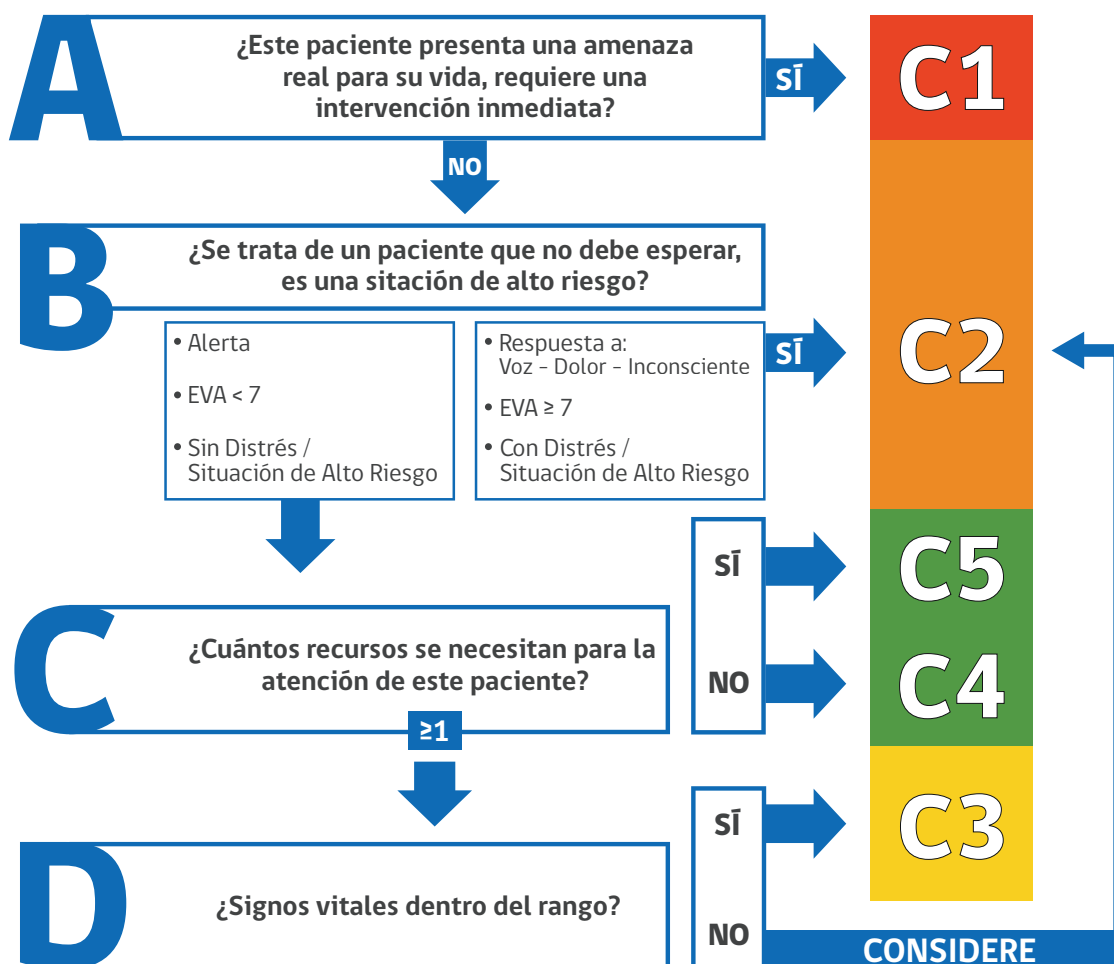 A
¿Este paciente presenta una amenaza
real para su vida, requiere una
intervención inmediata?
SÍ
C1
NO
B
¿Se trata de un paciente que no debe esperar,
es una sitación de alto riesgo?
• Alerta
• EVA < 7
• Sin Distrés /
Situación de Alto Riesgo
• Respuesta a:
Voz - Dolor - Inconsciente
• EVA ≥ 7
• Con Distrés /
Situación de Alto Riesgo
SÍ
C2
C
¿Cuántos recursos se necesitan para la
atención de este paciente?
≥1
SÍ
C5
NO
C4
D
¿Signos vitales dentro del rango?
SÍ
C3
NO
CONSIDERE